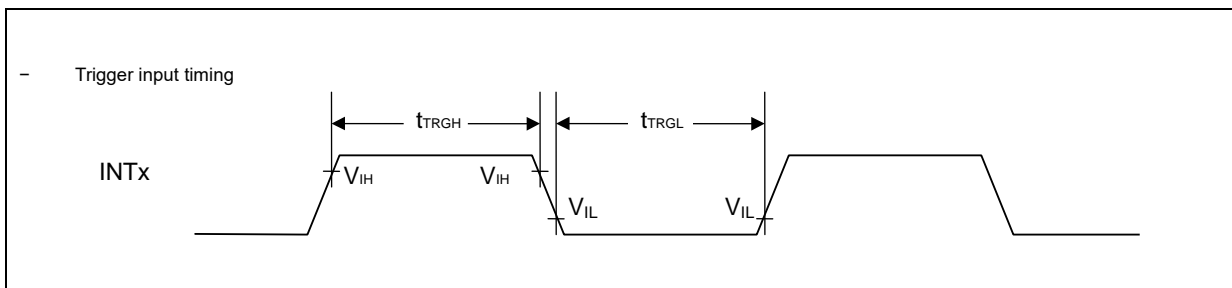 – Trigger input timing
tTRGH tTRGL
INTx VIH VIH
VIL VIL